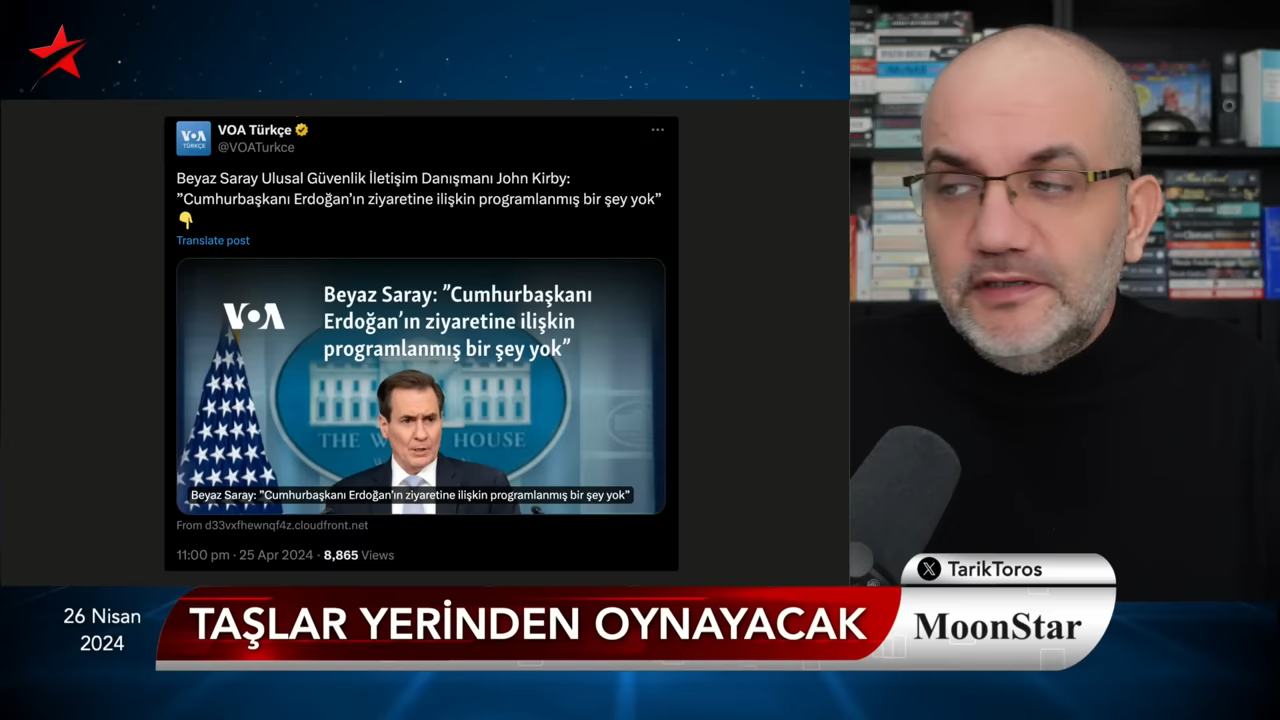 VOA
TÜRKÇE
VOA Türkçe
@VOATurkce
Beyaz Saray Ulusal Güvenlik İletişim Danışmanı John Kirby:
”Cumhurbaşkanı Erdoğan’ın ziyaretine ilişkin programlanmış bir şey yok”
Translate post
VOA
Beyaz Saray: ”Cumhurbaşkanı
Erdoğan’ın ziyaretine ilişkin
programlanmış bir şey yok”
THE W HOUSE
Beyaz Saray: ”Cumhurbaşkanı Erdoğan’ın ziyaretine ilişkin programlanmış bir şey yok”
From d33vxfhewnqf4z.cloudfront.net
11:00 pm · 25 Apr 2024 · 8,865 Views
TarikToros
26 Nisan
2024
TAŞLAR YERİNDEN OYNAYACAK
MoonStar